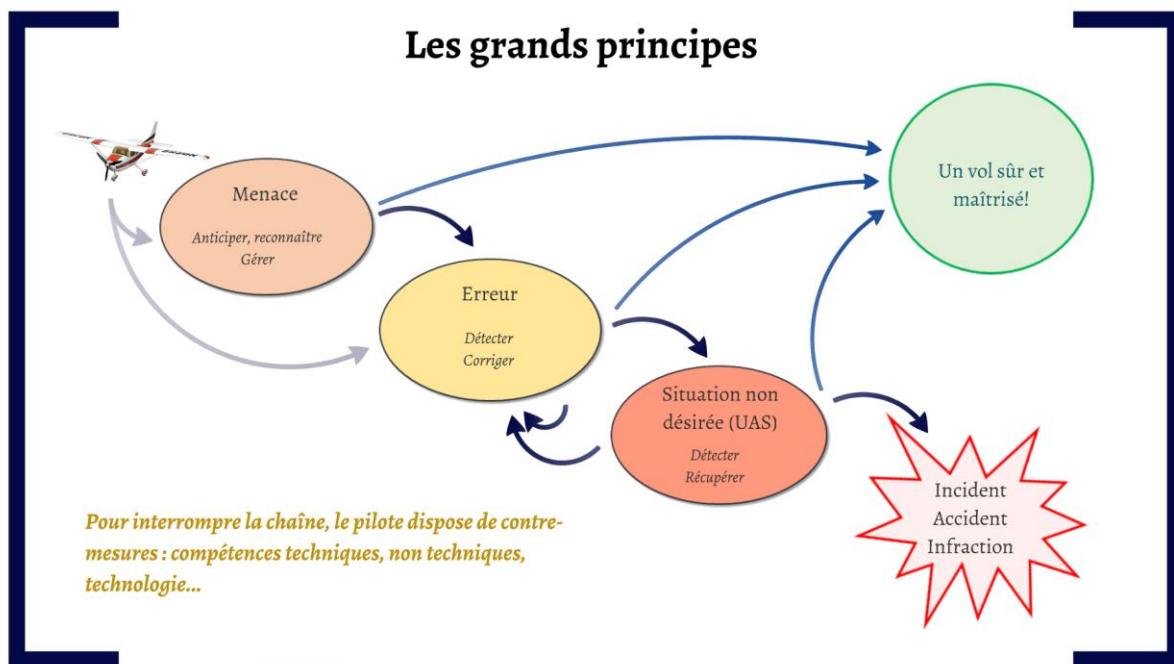 Les grands principes
Menace
Anticiper, reconnaître
Gérer
Un vol sûr et
maîtrisé!
Erreur
Détecter
Corriger
Situation non
désirée (UAS)
Détecter
Récupérer
Incident
Accident
Infraction
Pour interrompre la chaîne, le pilote dispose de contre-
mesures : compétences techniques, non techniques,
technologie...